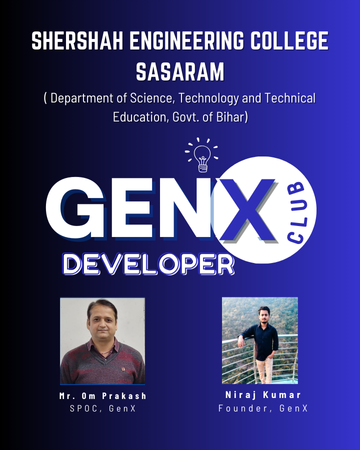 SHERSHAH ENGINEERING COLLEGE
SASARAM
( Department of Science, Technology and Technical
Education, Govt. of Bihar)
GENX
CLUB
DEVELOPER
Mr. Om Prakash
SPOC, GenX
Niraj Kumar
Founder, GenX